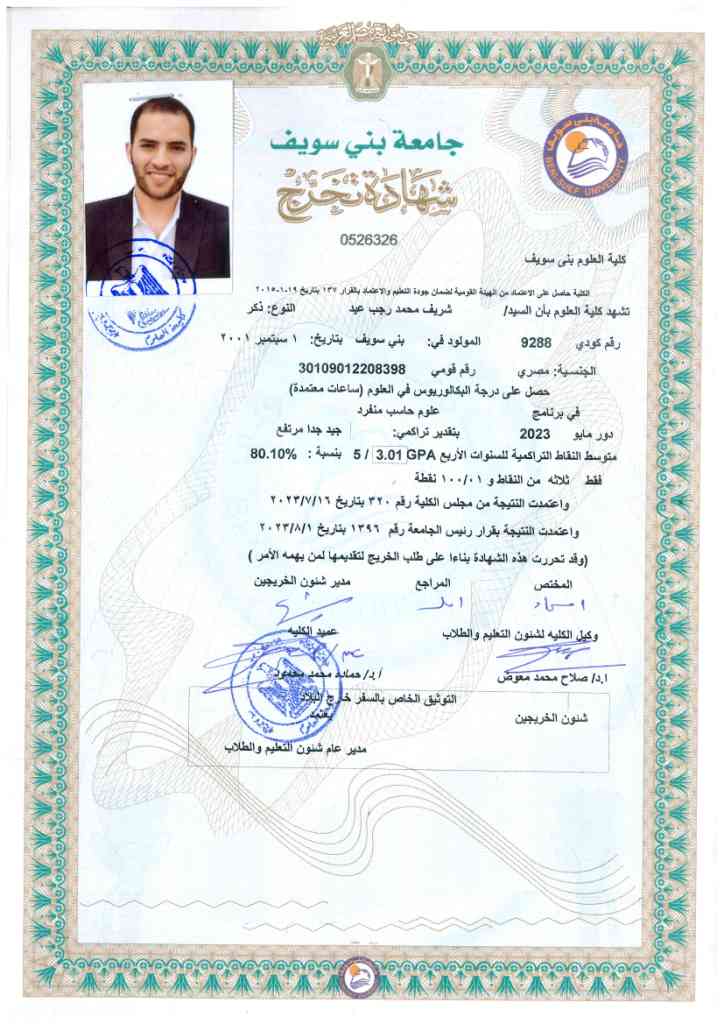 جمهورية مصر العربية
جامعة بني سويف
جامعة بنى سويف
BENI-SUEF UNIVERSITY
شهادة تخرج
0526326
كلية العلوم بنى سويف
الكلية حاصل على الاعتماد من الهيئة القومية لضمان جودة التعليم والاعتماد بالقرار ١٣٧ بتاريخ ١٩-١-٢٠١٥
تشهد كلية العلوم بأن السيد/ شريف محمد رجب عيد النوع: ذكر
رقم كودي 9288 المولود في: بني سويف بتاريخ: ١ سبتمبر ٢٠٠١
الجنسية: مصري رقم قومي 30109012208398
حصل على درجة البكالوريوس في العلوم (ساعات معتمدة)
في برنامج علوم حاسب منفرد
دور مايو 2023 بتقدير تراكمي: جيد جدا مرتفع
متوسط النقاط التراكمية للسنوات الأربع 3.01 GPA / 5 بنسبة : 80.10%
فقط ثلاثه من النقاط و ١٠٠/٠١ نقطة
واعتمدت النتيجة من مجلس الكلية رقم ٣٢٠ بتاريخ ٢٠٢٣/٧/١٦
واعتمدت النتيجة بقرار رئيس الجامعة رقم ١٣٩٦ بتاريخ ٢٠٢٣/٨/١
(وقد تحررت هذه الشهادة بناءا على طلب الخريج لتقديمها لمن يهمه الأمر )
المختص المراجع مدير شئون الخريجين
وكيل الكليه لشئون التعليم والطلاب عميد الكليه
ا.د/ صلاح محمد معوض أ.د/ حماده محمد محمود
التوثيق الخاص بالسفر خارج البلاد
شئون الخريجين يعتمد
مدير عام شئون التعليم والطلاب